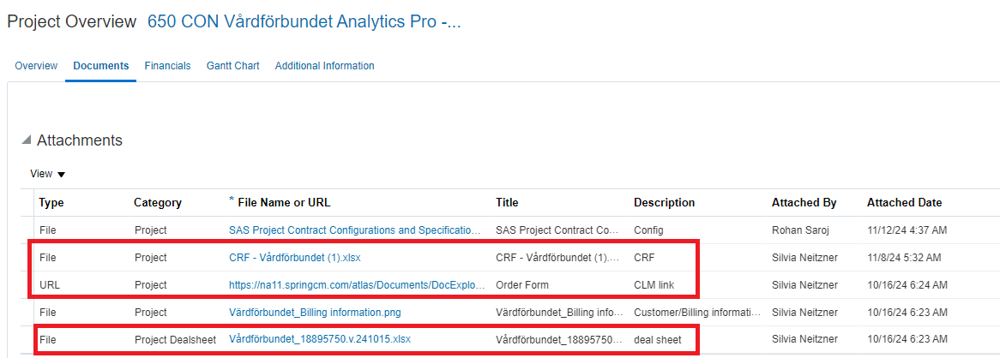 Project Overview 650 CON Vårdförbundet Analytics Pro -...
Overview Documents Financials Gantt Chart Additional Information
Attachments
View
Type Category * File Name or URL Title Description Attached By Attached Date
File Project SAS Project Contract Configurations and Specificatio... SAS Project Contract Co... Config Rohan Saroj 11/12/24 4:37 AM
File Project CRF - Vårdförbundet (1).xlsx CRF - Vårdförbundet (1).... CRF Silvia Neitzner 11/8/24 5:32 AM
URL Project https://na11.springcm.com/atlas/Documents/DocExplo... Order Form CLM link Silvia Neitzner 10/16/24 6:24 AM
File Project Värdförbundet_Billing information.png Värdförbundet_Billing info... Customer/Billing informati... Silvia Neitzner 10/16/24 6:23 AM
File Project Dealsheet Vårdförbundet_18895750.v.241015.xlsx Vårdförbundet_18895750... deal sheet Silvia Neitzner 10/16/24 6:23 AM